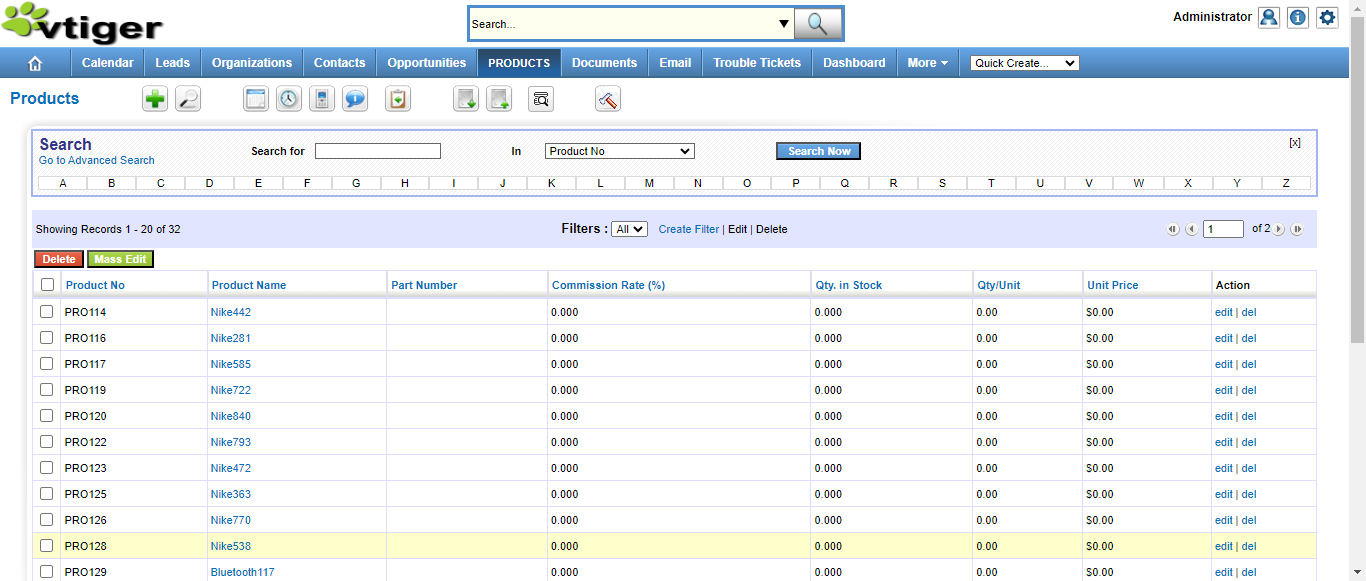 vtiger
Search...
Administrator
Calendar Leads Organizations Contacts Opportunities PRODUCTS Documents Email Trouble Tickets Dashboard More Quick Create...
Products
Search
Go to Advanced Search
Search for In Product No Search Now [x]
A B C D E F G H I J K L M N O P Q R S T U V W X Y Z
Showing Records 1 - 20 of 32 Filters : All Create Filter | Edit | Delete 1 of 2
Delete Mass Edit
Product No Product Name Part Number Commission Rate (%) Qty. in Stock Qty/Unit Unit Price Action
PRO114 Nike442 0.000 0.000 0.00 $0.00 edit | del
PRO116 Nike281 0.000 0.000 0.00 $0.00 edit | del
PRO117 Nike585 0.000 0.000 0.00 $0.00 edit | del
PRO119 Nike722 0.000 0.000 0.00 $0.00 edit | del
PRO120 Nike840 0.000 0.000 0.00 $0.00 edit | del
PRO122 Nike793 0.000 0.000 0.00 $0.00 edit | del
PRO123 Nike472 0.000 0.000 0.00 $0.00 edit | del
PRO125 Nike363 0.000 0.000 0.00 $0.00 edit | del
PRO126 Nike770 0.000 0.000 0.00 $0.00 edit | del
PRO128 Nike538 0.000 0.000 0.00 $0.00 edit | del
PRO129 Bluetooth117 0.000 0.000 0.00 $0.00 edit | del